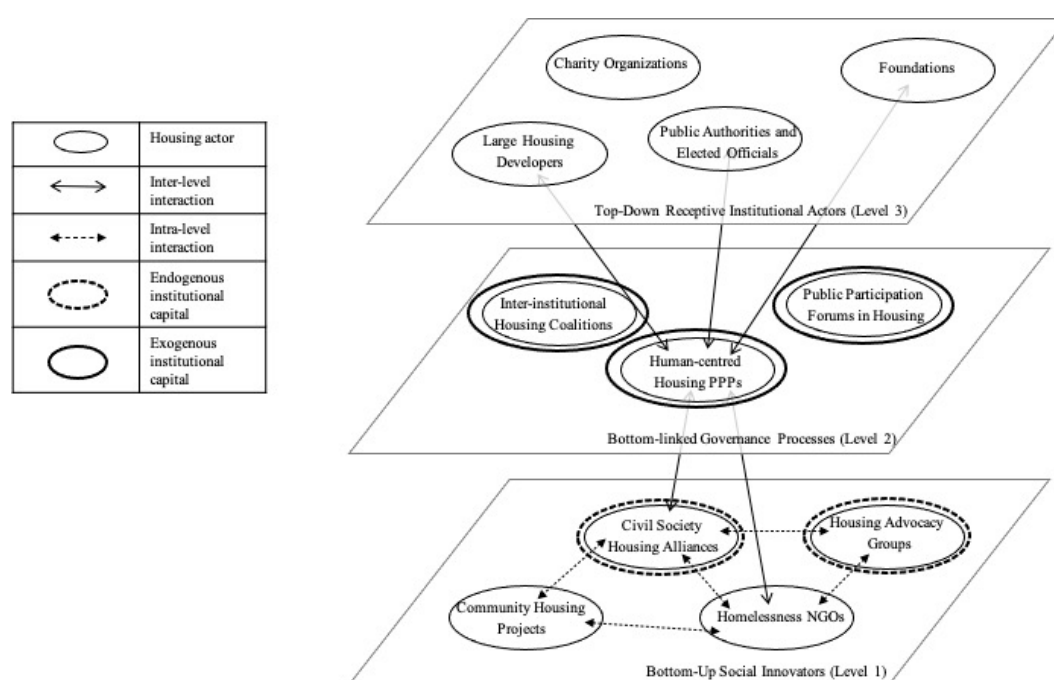 Housing actor
Inter-level
interaction
Intra-level
interaction
Endogenous
institutional
capital
Exogenous
institutional
capital
Charity Organizations
Foundations
Large Housing
Developers
Public Authorities and
Elected Officials
Top-Down Receptive Institutional Actors (Level 3)
Inter-institutional
Housing Coalitions
Public Participation
Forums in Housing
Human-centred
Housing PPPs
Bottom-linked Governance Processes (Level 2)
Civil Society
Housing Alliances
Housing Advocacy
Groups
Community Housing
Projects
Homelessness NGOs
Bottom-Up Social Innovators (Level 1)